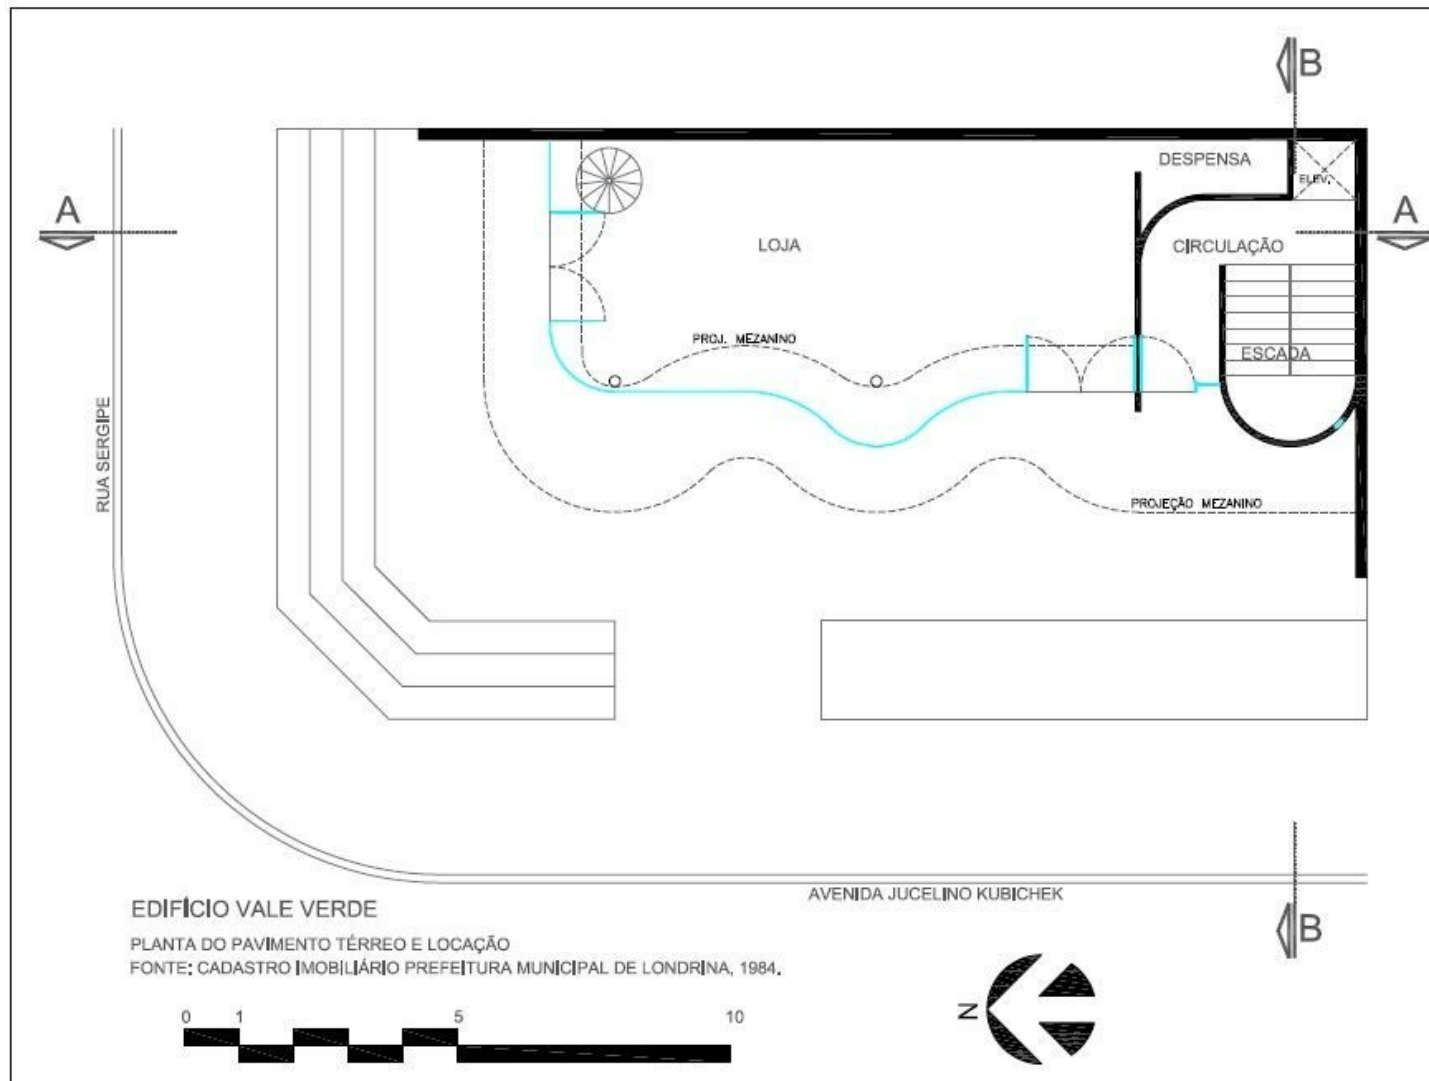 B
DESPENSA
ELEV.
A
A
LOJA
CIRCULAÇÃO
PROJ. MEZANINO
ESCADA
RUA SERGIPE
PROJEÇÃO MEZANINO
AVENIDA JUCELINO KUBICHEK
EDIFÍCIO VALE VERDE
B
PLANTA DO PAVIMENTO TÉRREO E LOCAÇÃO
FONTE: CADASTRO IMOBILIÁRIO PREFEITURA MUNICIPAL DE LONDRINA, 1984.
N
0 1 5 10